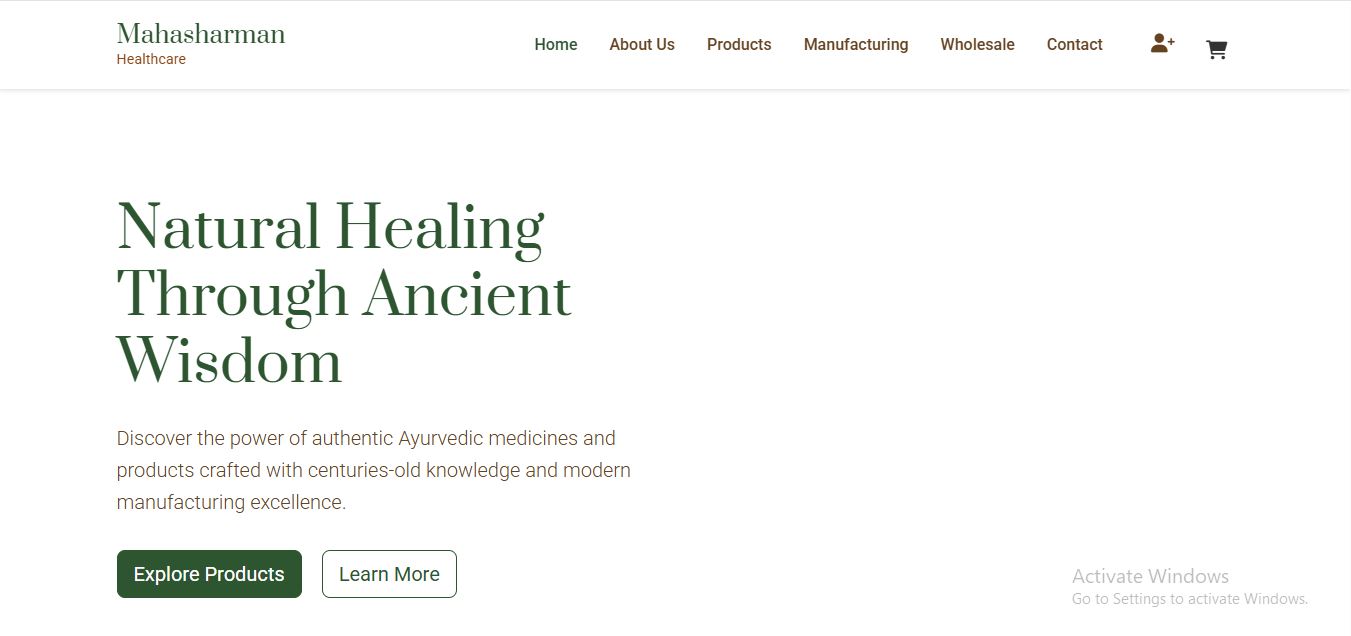 Mahasharman
Healthcare
Home About Us Products Manufacturing Wholesale Contact
Natural Healing
Through Ancient
Wisdom
Discover the power of authentic Ayurvedic medicines and
products crafted with centuries-old knowledge and modern
manufacturing excellence.
Explore Products Learn More
Activate Windows
Go to Settings to activate Windows.